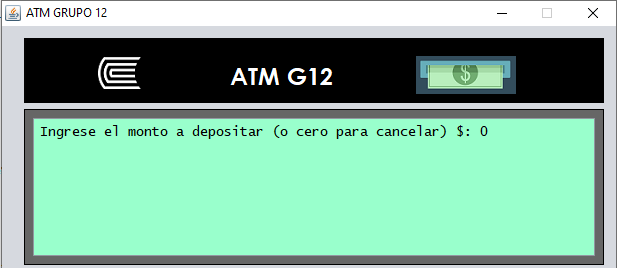 ATM GRUPO 12
ATM G12
$
Ingrese el monto a depositar (o cero para cancelar) $: 0